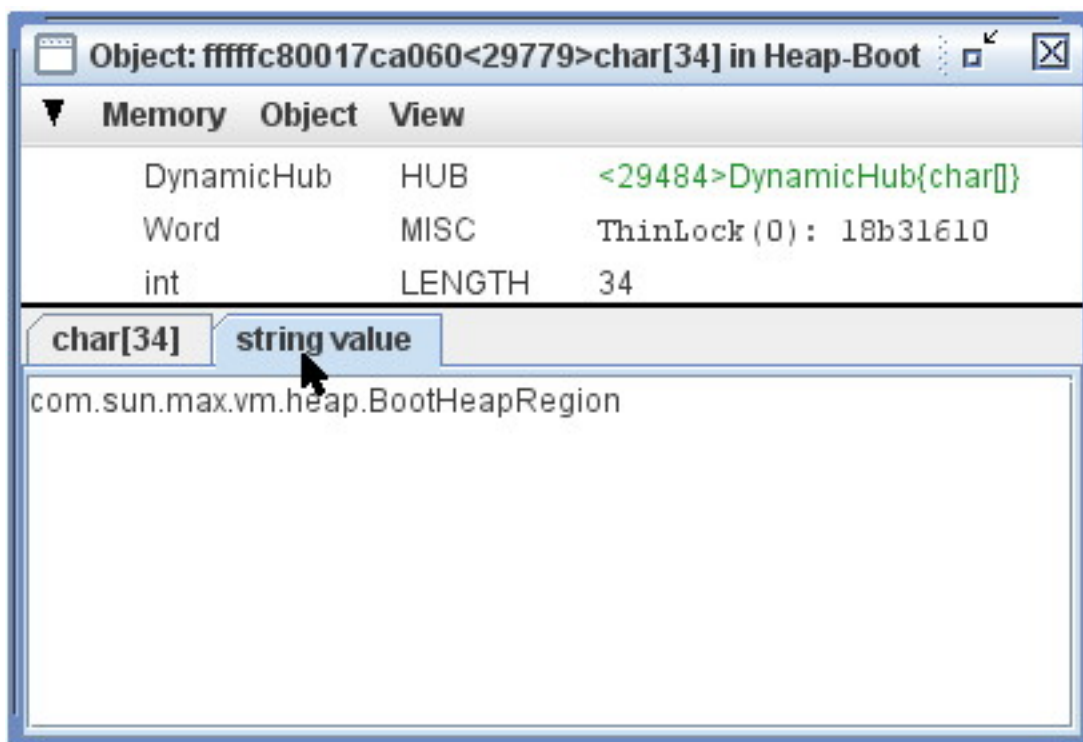 Object: fffffc80017ca060<29779>char[34] in Heap-Boot
Memory Object View
DynamicHub HUB <29484>DynamicHub{char[]}
Word MISC ThinLock(0): 18b31610
int LENGTH 34
char[34] string value
com.sun.max.vm.heap.BootHeapRegion